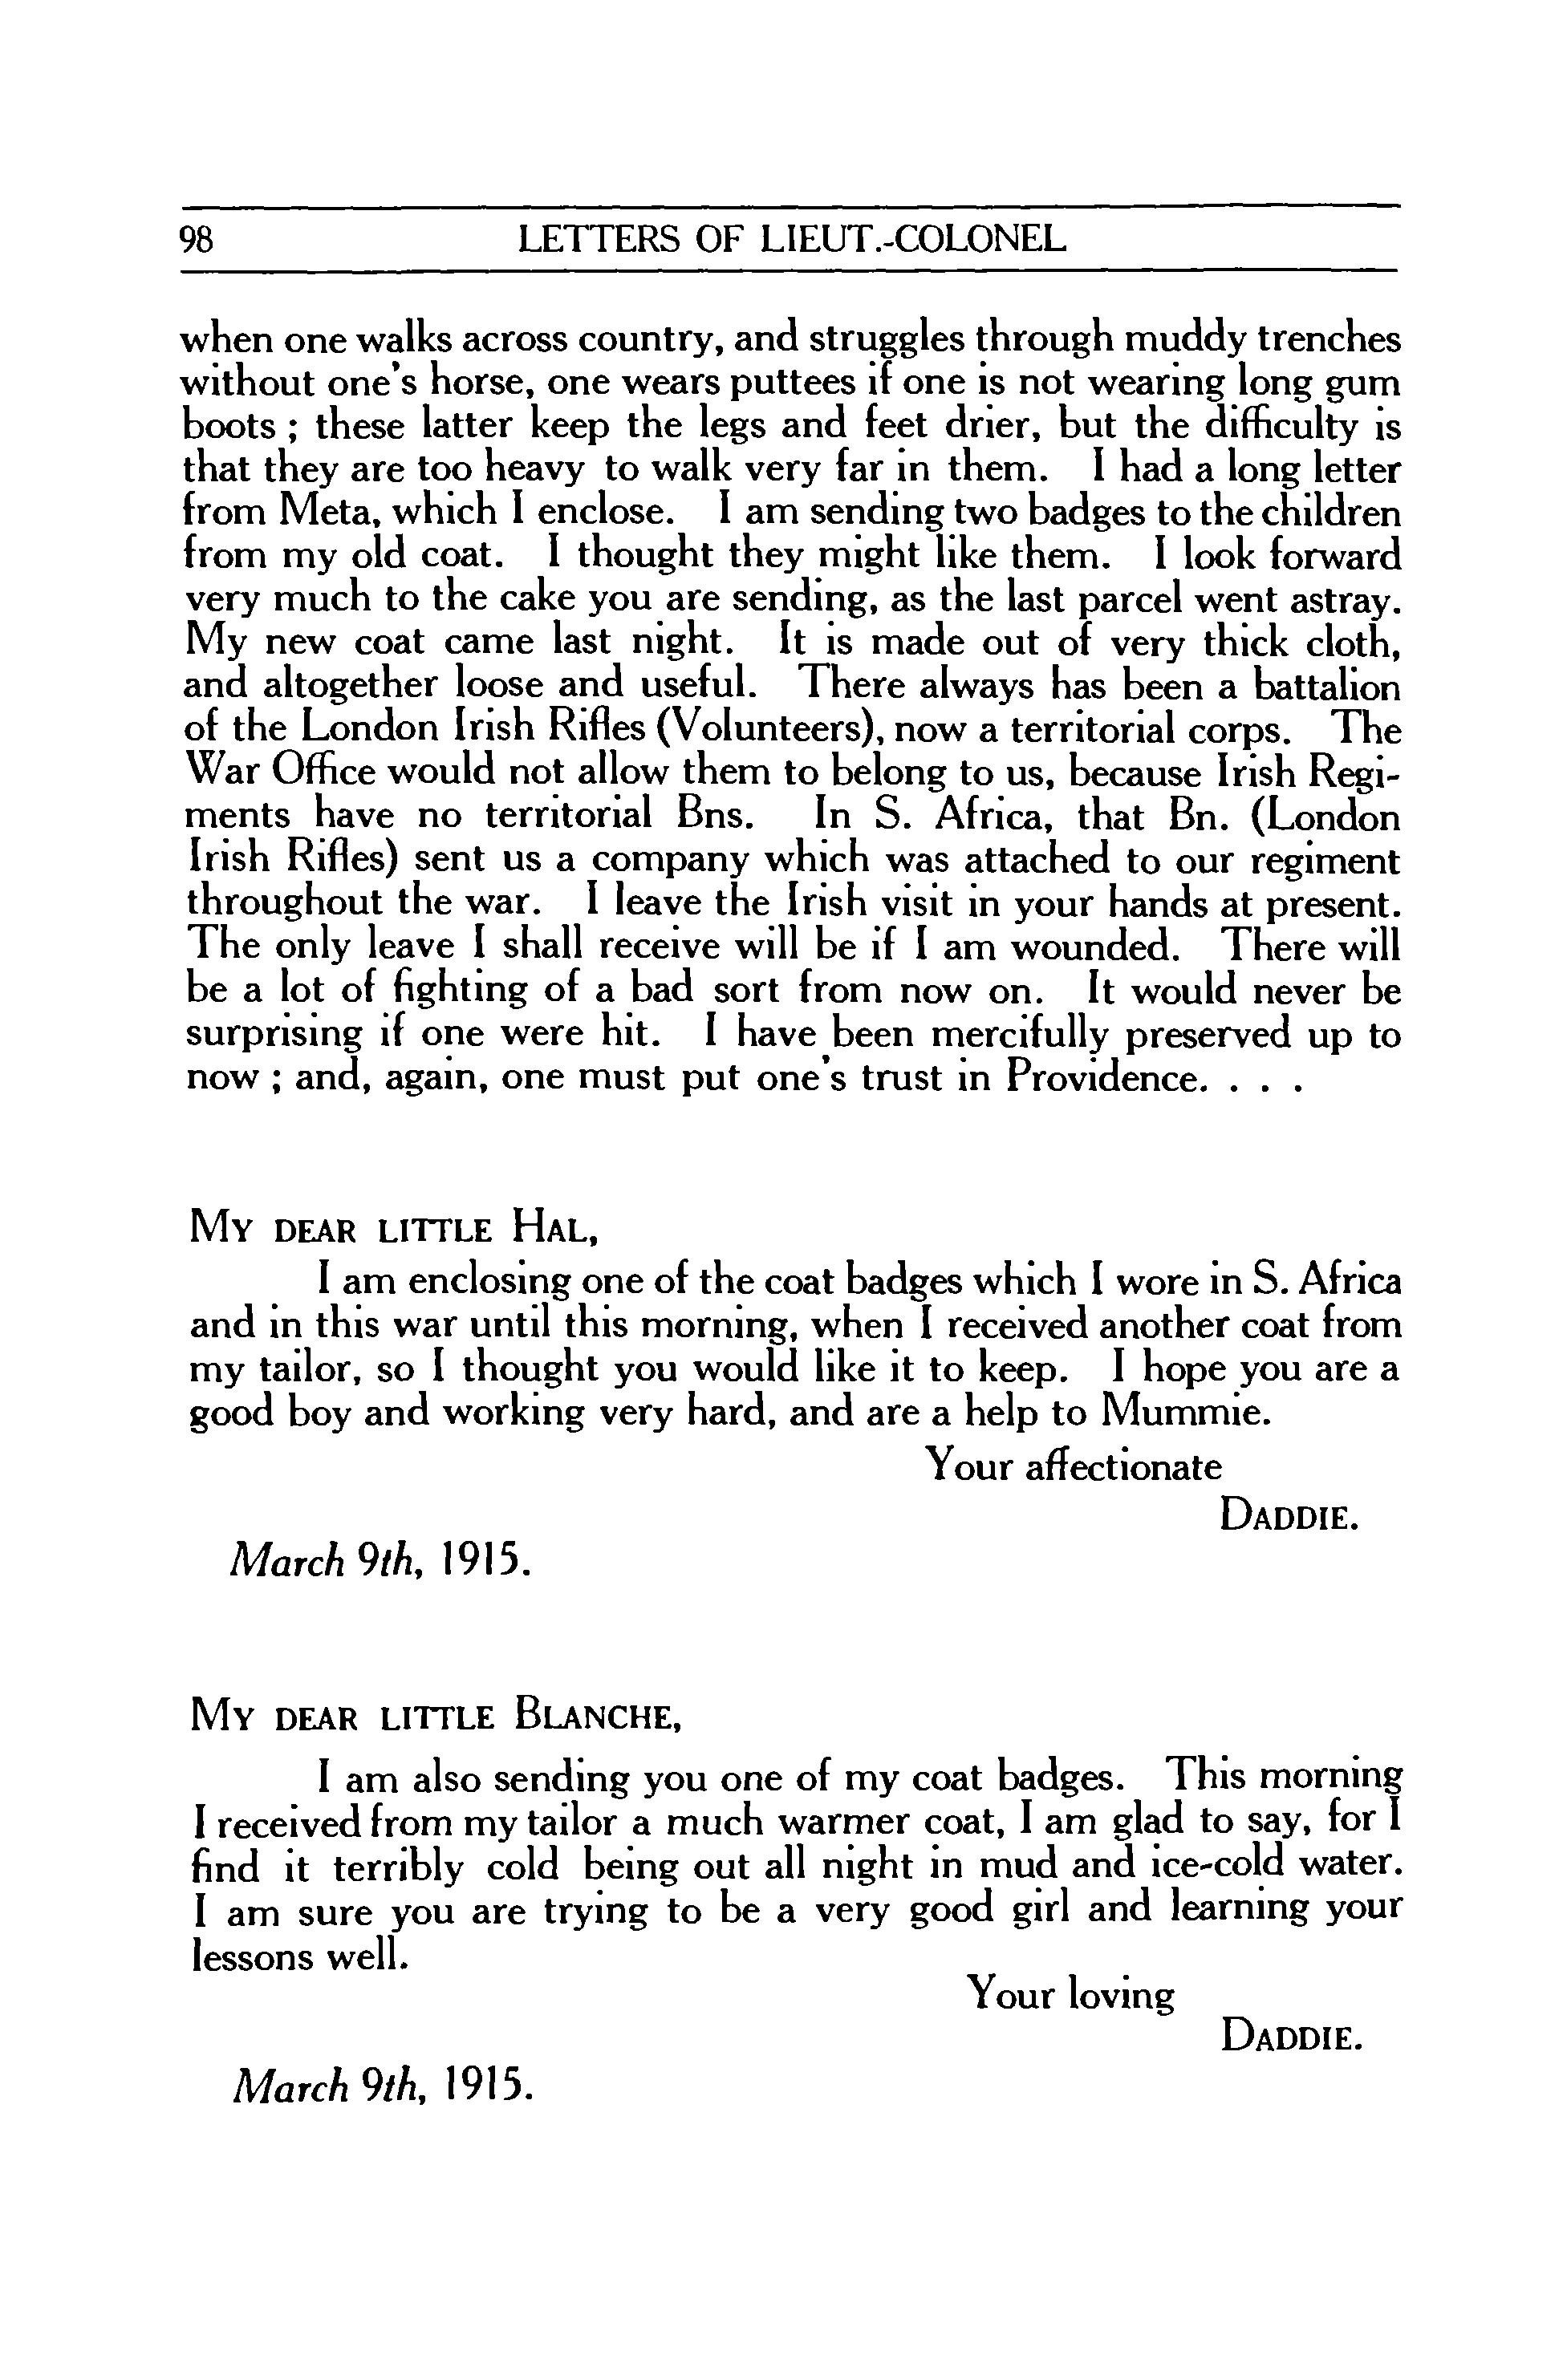 98 LETTERS OF LIEUT.-COLONEL
when one walks across country, and struggles through muddy trenches
without one's horse, one wears puttees if one is not wearing long gum
boots ; these latter keep the legs and feet drier, but the difficulty is
that they are too heavy to walk very far in them. I had a long letter
from Meta, which I enclose. I am sending two badges to the children
from my old coat. I thought they might like them. I look forward
very much to the cake you are sending, as the last parcel went astray.
My new coat came last night. It is made out of very thick cloth,
and altogether loose and useful. There always has been a battalion
of the London Irish Rifles (Volunteers), now a territorial corps. The
War Office would not allow them to belong to us, because Irish Regi-
ments have no territorial Bns. In S. Africa, that Bn. (London
Irish Rifles) sent us a company which was attached to our regiment
throughout the war. I leave the Irish visit in your hands at present.
The only leave I shall receive will be if I am wounded. There will
be a lot of fighting of a bad sort from now on. It would never be
surprising if one were hit. I have been mercifully preserved up to
now ; and, again, one must put one's trust in Providence. . . .
MY DEAR LITTLE HAL,
I am enclosing one of the coat badges which I wore in S. Africa
and in this war until this morning, when I received another coat from
my tailor, so I thought you would like it to keep. I hope you are a
good boy and working very hard, and are a help to Mummie.
Your affectionate
DADDIE.
March 9th, 1915.
MY DEAR LITTLE BLANCHE,
I am also sending you one of my coat badges. This morning
I received from my tailor a much warmer coat, I am glad to say, for I
find it terribly cold being out all night in mud and ice-cold water.
I am sure you are trying to be a very good girl and learning your
lessons well.
Your loving
DADDIE.
March 9th, 1915.